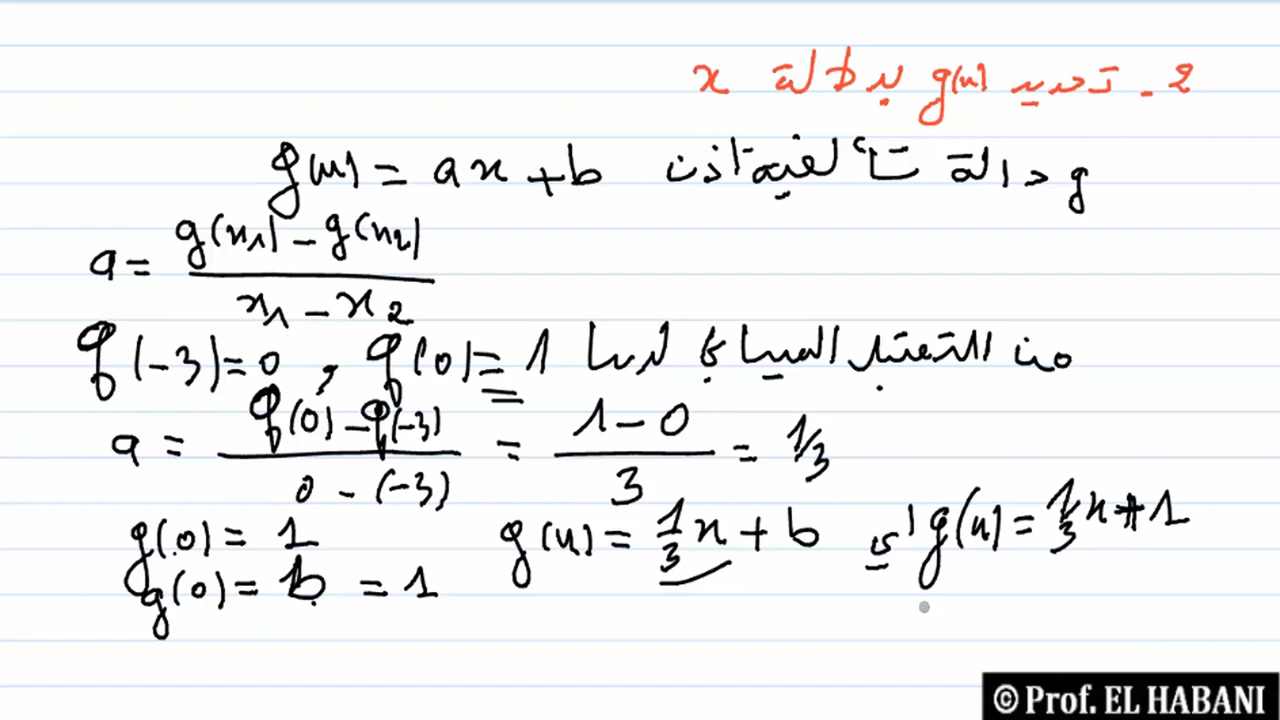 2 - تحديد g(x) بدلالة x
g دالة تآلفية اذن g(x) = ax + b
a = g(x1) - g(x2) / x1 - x2
من التمثيل المبياني لدينا g(0) = 1 , g(-3) = 0
a = g(0) - g(-3) / 0 - (-3) = 1 - 0 / 3 = 1/3
g(0) = 1 g(x) = 1/3 x + b اي g(x) = 1/3 x + 1
g(0) = b = 1
© Prof. EL HABANI